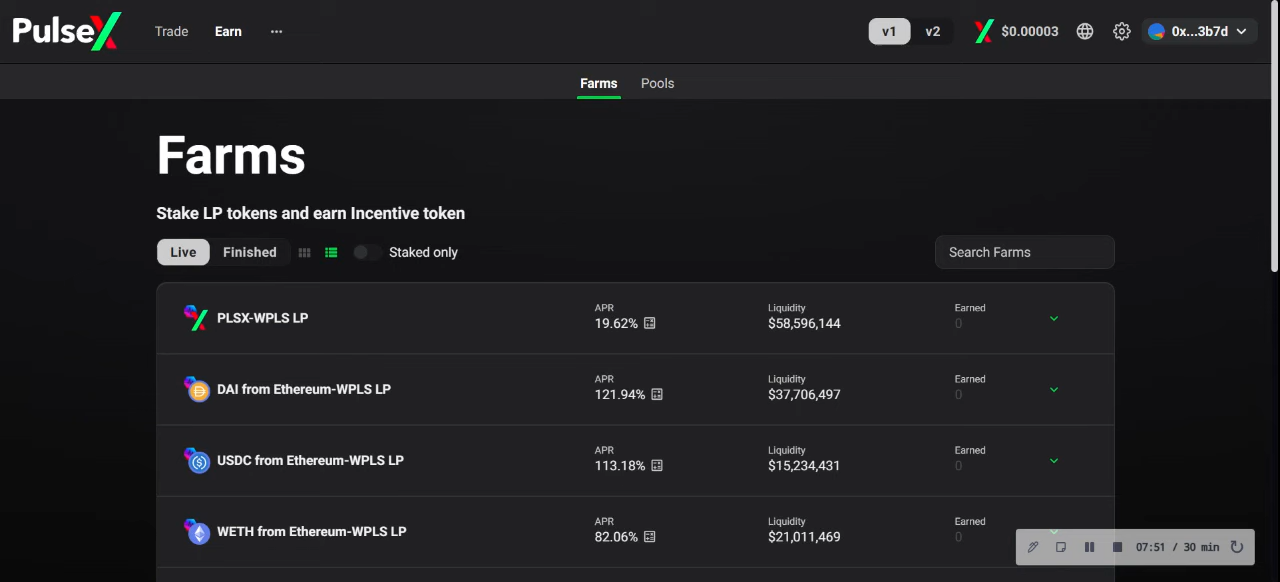 PulseX Trade Earn ··· v1 v2 $0.00003 0x...3b7d
Farms Pools
Farms
Stake LP tokens and earn Incentive token
Live Finished Staked only Search Farms
APR Liquidity Earned
PLSX-WPLS LP 19.62% $58,596,144 0
APR Liquidity Earned
DAI from Ethereum-WPLS LP 121.94% $37,706,497 0
APR Liquidity Earned
USDC from Ethereum-WPLS LP 113.18% $15,234,431 0
APR Liquidity Earned
WETH from Ethereum-WPLS LP 82.06% $21,011,469 0
07:51 / 30 min